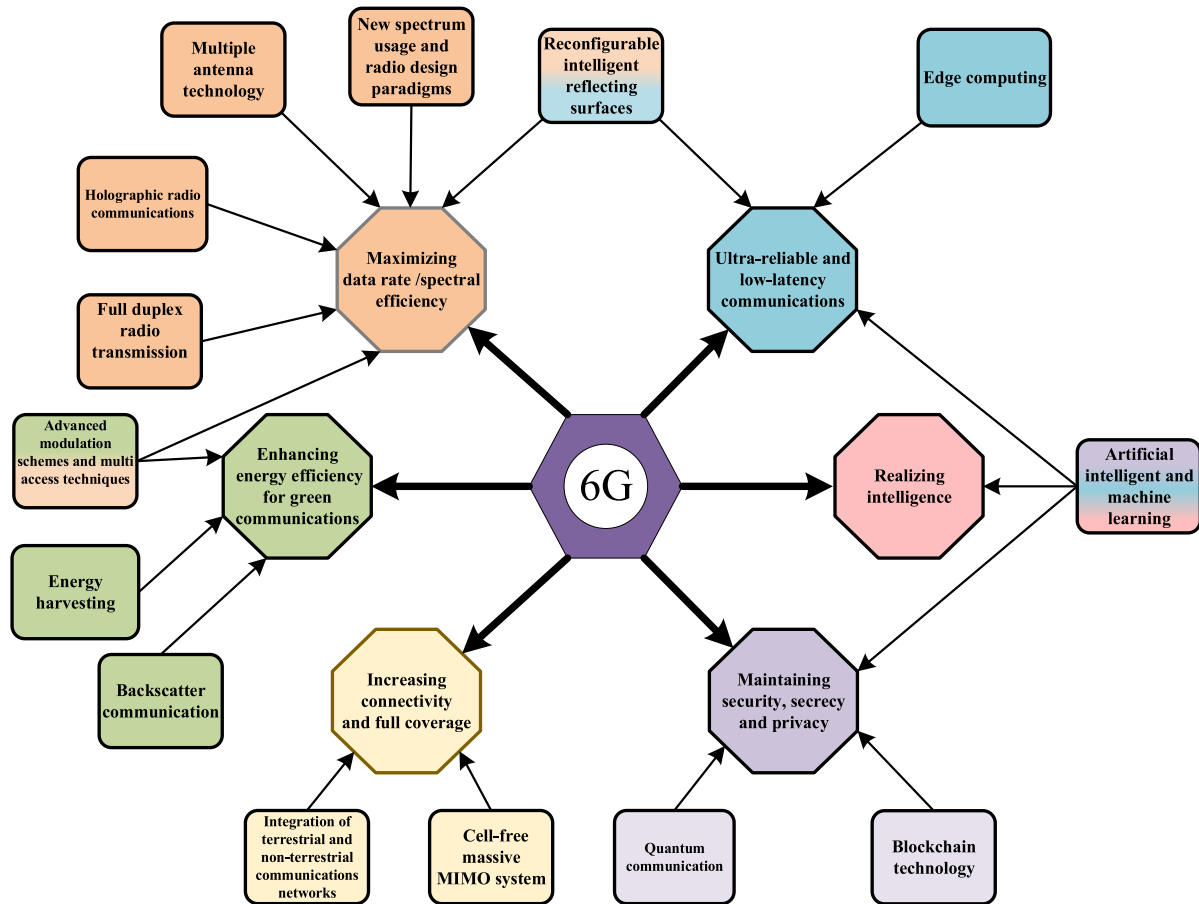 Multiple
antenna
technology
New spectrum
usage and
radio design
paradigms
Reconfigurable
intelligent
reflecting
surfaces
Edge computing
Holographic radio
communications
Maximizing
data rate /spectral
efficiency
Ultra-reliable and
low-latency
communications
Full duplex
radio
transmission
Advanced
modulation
schemes and multi
access techniques
Enhancing
energy efficiency
for green
communications
6G
Realizing
intelligence
Artificial
intelligent and
machine
learning
Energy
harvesting
Backscatter
communication
Increasing
connectivity
and full coverage
Maintaining
security, secrecy
and privacy
Integration of
terrestrial and
non-terrestrial
communications
networks
Cell-free
massive
MIMO system
Quantum
communication
Blockchain
technology